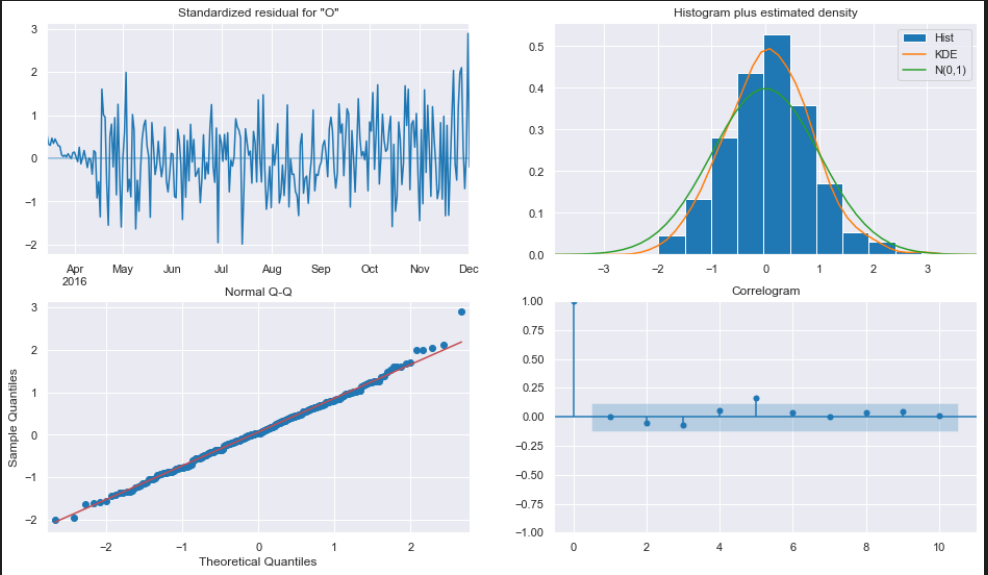 Standardized residual for "O"
3
2
1
0
−1
−2
Apr May Jun Jul Aug Sep Oct Nov Dec
2016
Histogram plus estimated density
0.5
0.4
0.3
0.2
0.1
0.0
Hist
KDE
N(0,1)
−3 −2 −1 0 1 2 3
Normal Q-Q
Sample Quantiles
3
2
1
0
−1
−2
−2 −1 0 1 2
Theoretical Quantiles
Correlogram
1.00
0.75
0.50
0.25
0.00
−0.25
−0.50
−0.75
−1.00
0 2 4 6 8 10